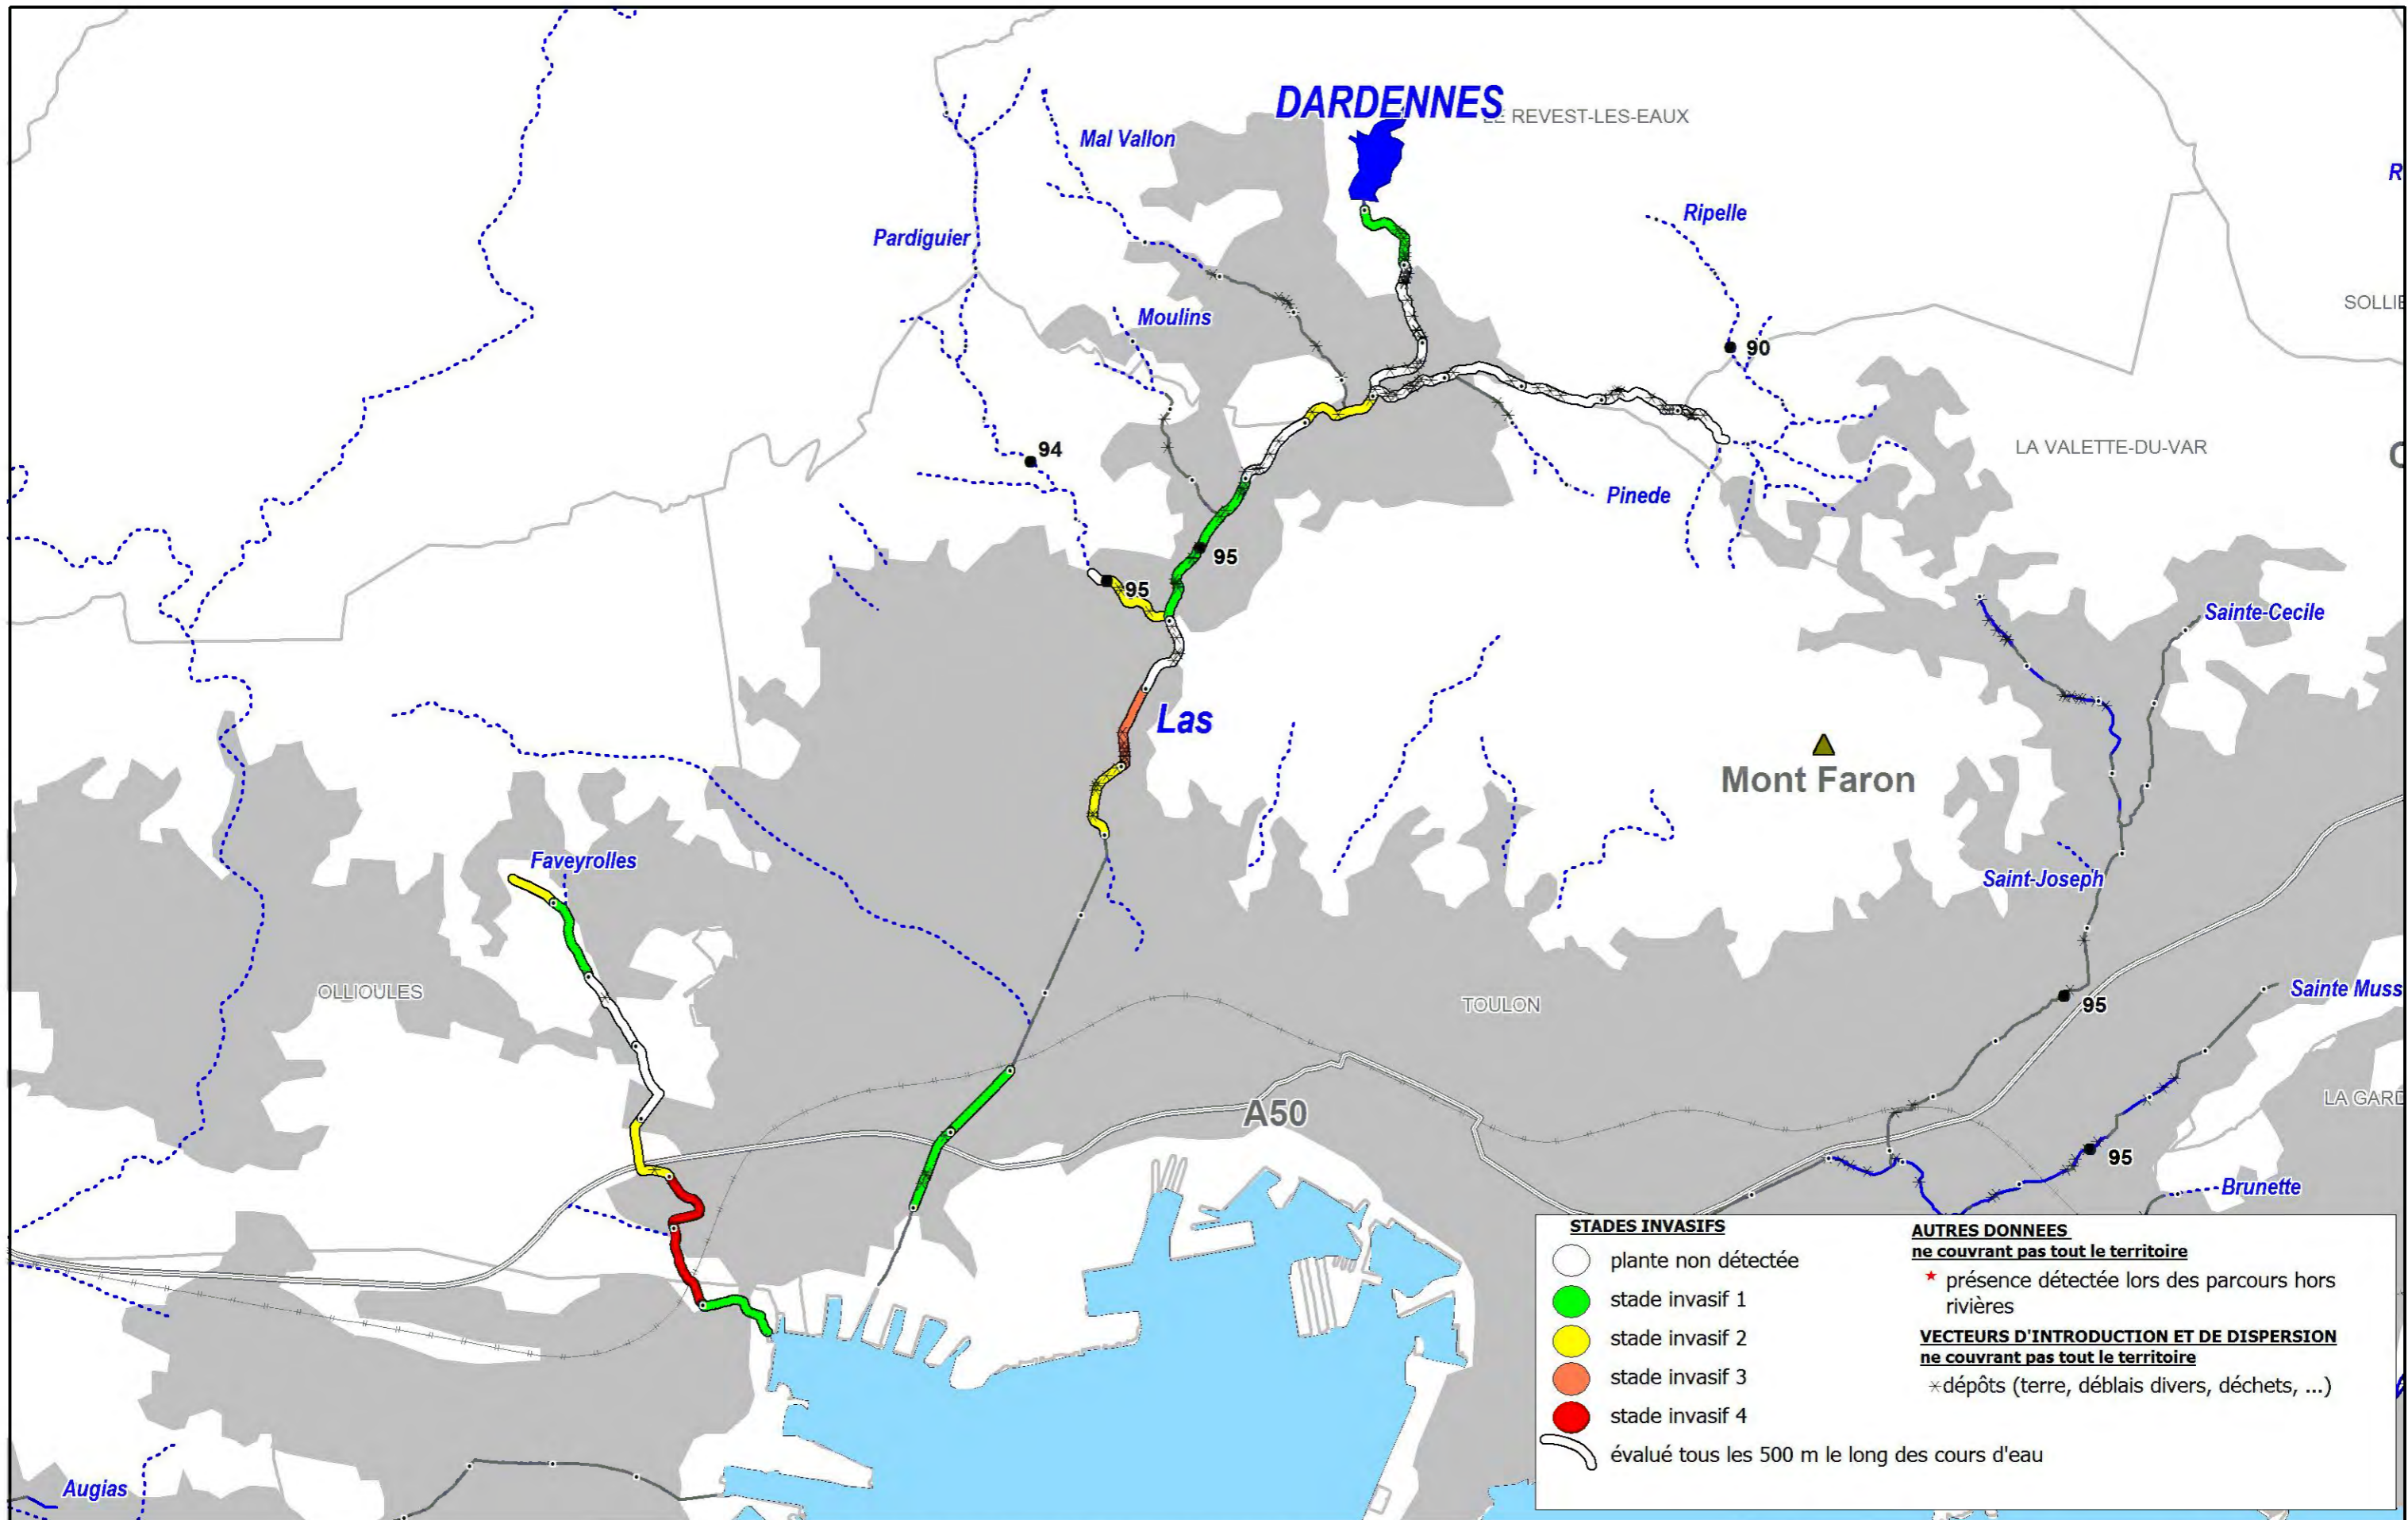 DARDENNES
LE REVEST-LES-EAUX
Mal Vallon
R
Ripelle
Pardiguier
SOLLIE
Moulins
90
94
LA VALETTE-DU-VAR
Pinede
95
95
Sainte-Cecile
Las
Mont Faron
Faveyrolles
Saint-Joseph
OLLIOULES
TOULON
Sainte Muss
95
A50
LA GARD
95
Brunette
Augias
STADES INVASIFS
plante non détectée
stade invasif 1
stade invasif 2
stade invasif 3
stade invasif 4
évalué tous les 500 m le long des cours d'eau
AUTRES DONNEES
ne couvrant pas tout le territoire
présence détectée lors des parcours hors
rivières
VECTEURS D'INTRODUCTION ET DE DISPERSION
ne couvrant pas tout le territoire
dépôts (terre, déblais divers, déchets, ...)